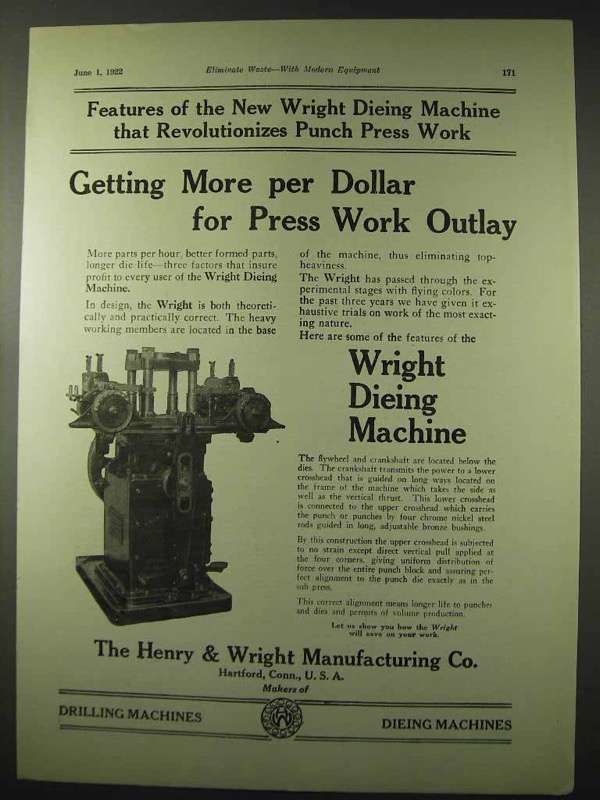 June 1, 1922
Eliminate Waste—With Modern Equipment
171
Features of the New Wright Dieing Machine
that Revolutionizes Punch Press Work
Getting More per Dollar
for Press Work Outlay
More parts per hour, better formed parts,
longer die life—three factors that insure
profit to every user of the Wright Dieing
Machine.
In design, the Wright is both theoreti-
cally and practically correct. The heavy
working members are located in the base
of the machine, thus eliminating top-
heaviness.
The Wright has passed through the ex-
perimental stages with flying colors. For
the past three years we have given it ex-
haustive trials on work of the most exact-
ing nature.
Here are some of the features of the
Wright
Dieing
Machine
The flywheel and crankshaft are located below the
dies. The crankshaft transmits the power to a lower
crosshead that is guided on long ways located on
the frame of the machine which takes the side as
well as the vertical thrust. This lower crosshead
is connected to the upper crosshead which carries
the punch or punches by four chrome nickel steel
rods guided in long, adjustable bronze bushings.
By this construction the upper crosshead is subjected
to no strain except direct vertical pull applied at
the four corners, giving uniform distribution of
force over the entire punch block and assuring per-
fect alignment to the punch die exactly as in the
sub press.
This correct alignment means longer life to punches
and dies and permits of volume production.
Let us show you how the Wright
will save on your work.
The Henry & Wright Manufacturing Co.
Hartford, Conn., U. S. A.
Makers of
DRILLING MACHINES
DIEING MACHINES